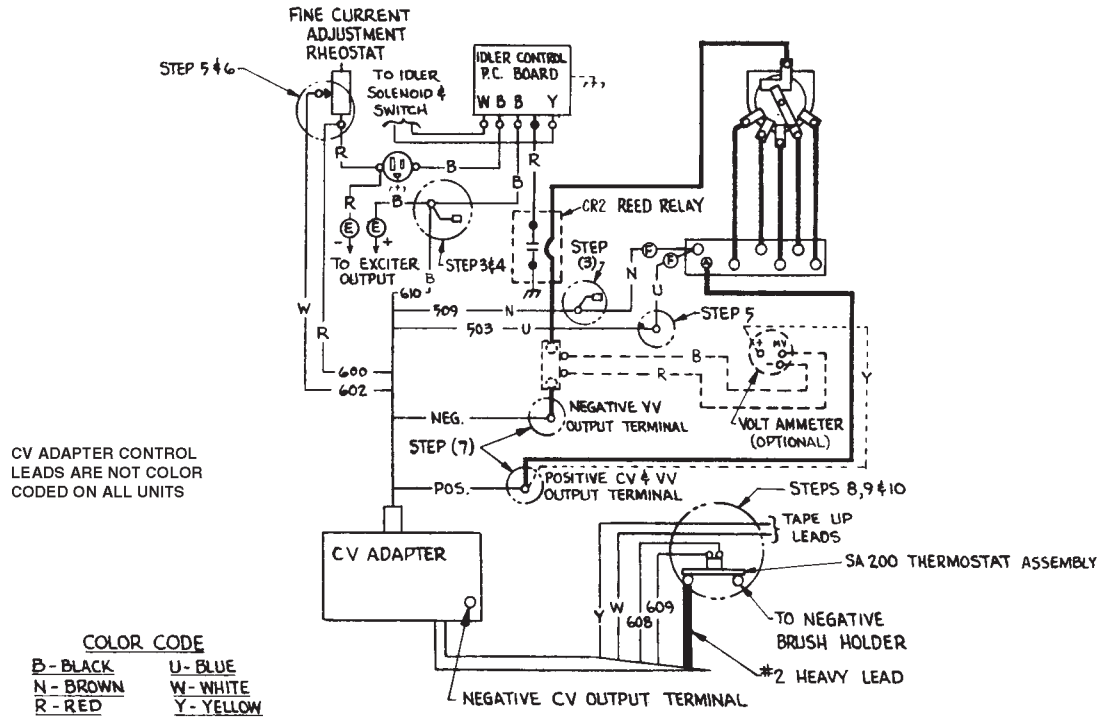 FINE CURRENT
ADJUSTMENT
RHEOSTAT
STEP 5 & 6
TO IDLER
SOLENOID &
SWITCH
IDLER CONTROL
P.C. BOARD
W B B Y
R
B
R
B
R
B
(+)
E
E
- +
TO EXCITER
OUTPUT
STEP 3 & 4
B
610
CR2 REED RELAY
STEP
(3)
N
F
F
U
A
509 N
503 U
STEP 5
W
R
600
602
+
MV
B
R
Y
NEG.
NEGATIVE VV
OUTPUT TERMINAL
VOLT AMMETER
(OPTIONAL)
STEP (7)
POS.
POSITIVE CV & VV
OUTPUT TERMINAL
CV ADAPTER CONTROL
LEADS ARE NOT COLOR
CODED ON ALL UNITS
STEPS 8,9 & 10
TAPE UP
LEADS
CV ADAPTER
SA 200 THERMOSTAT ASSEMBLY
Y
W
608
609
TO NEGATIVE
BRUSH HOLDER
#2 HEAVY LEAD
NEGATIVE CV OUTPUT TERMINAL
COLOR CODE
B - BLACK U - BLUE
N - BROWN W - WHITE
R - RED Y - YELLOW